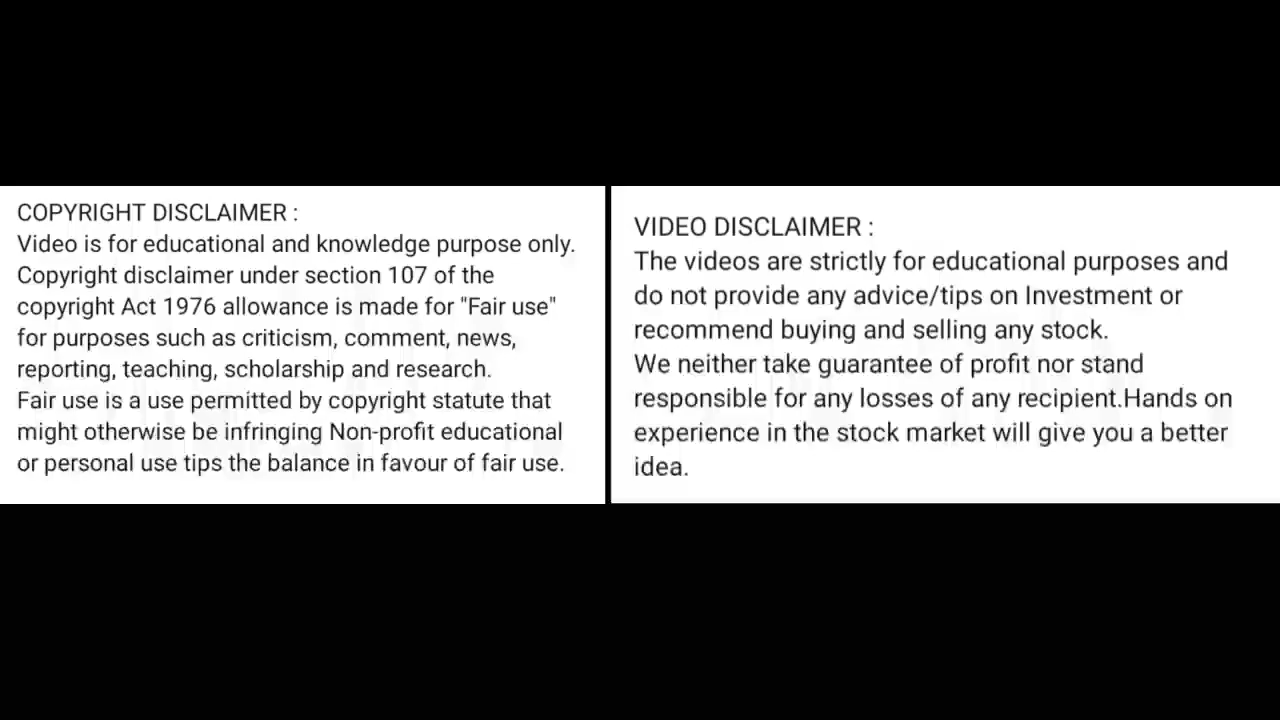 COPYRIGHT DISCLAIMER :
Video is for educational and knowledge purpose only.
Copyright disclaimer under section 107 of the
copyright Act 1976 allowance is made for "Fair use"
for purposes such as criticism, comment, news,
reporting, teaching, scholarship and research.
Fair use is a use permitted by copyright statute that
might otherwise be infringing Non-profit educational
or personal use tips the balance in favour of fair use.
VIDEO DISCLAIMER :
The videos are strictly for educational purposes and
do not provide any advice/tips on Investment or
recommend buying and selling any stock.
We neither take guarantee of profit nor stand
responsible for any losses of any recipient.Hands on
experience in the stock market will give you a better
idea.